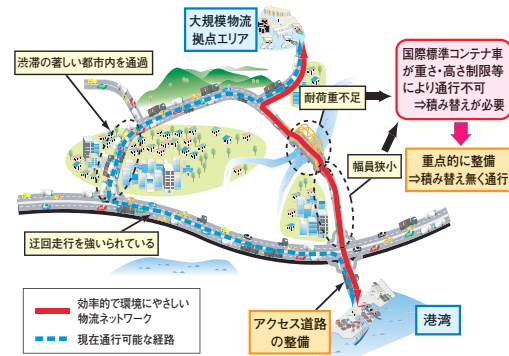 大規模物流
拠点エリア
渋滞の著しい都市内を通過
耐荷重不足
国際標準コンテナ車
が重さ・高さ制限等
により通行不可
⇒積み替えが必要
幅員狭小
重点的に整備
⇒積み替え無く通行
迂回走行を強いられている
効率的で環境にやさしい
物流ネットワーク
現在通行可能な経路
アクセス道路
の整備
港湾